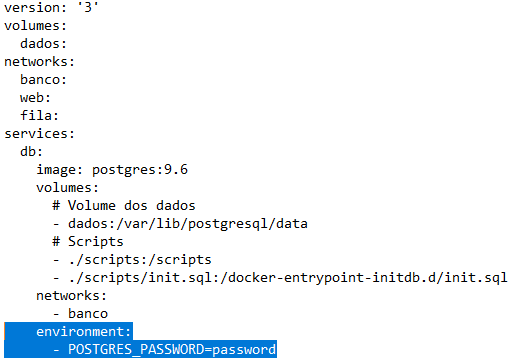 version: '3'
volumes:
  dados:
networks:
  banco:
  web:
  fila:
services:
  db:
    image: postgres:9.6
    volumes:
      # Volume dos dados
      - dados:/var/lib/postgresql/data
      # Scripts
      - ./scripts:/scripts
      - ./scripts/init.sql:/docker-entrypoint-initdb.d/init.sql
    networks:
      - banco
    environment:
      - POSTGRES_PASSWORD=password